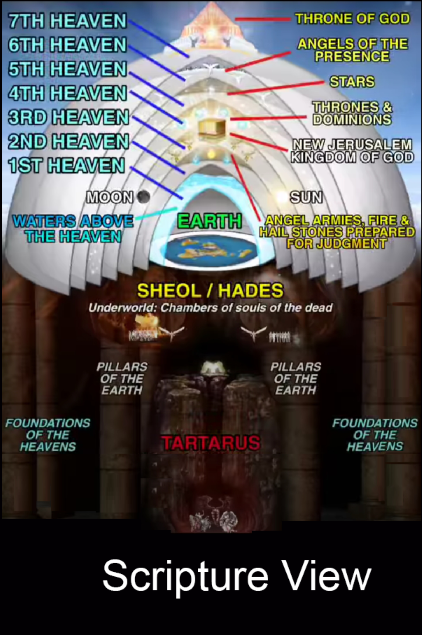 7TH HEAVEN
THRONE OF GOD
6TH HEAVEN
ANGELS OF THE
PRESENCE
5TH HEAVEN
STARS
4TH HEAVEN
THRONES &
DOMINIONS
3RD HEAVEN
2ND HEAVEN
NEW JERUSALEM
KINGDOM OF GOD
1ST HEAVEN
MOON
SUN
WATERS ABOVE
THE HEAVEN
EARTH
ANGEL ARMIES, FIRE &
HAIL STONES PREPARED
FOR JUDGMENT
SHEOL / HADES
Underworld: Chambers of souls of the dead
PILLARS
OF THE
EARTH
PILLARS
OF THE
EARTH
FOUNDATIONS
OF THE
HEAVENS
FOUNDATIONS
OF THE
HEAVENS
TARTARUS
Scripture View